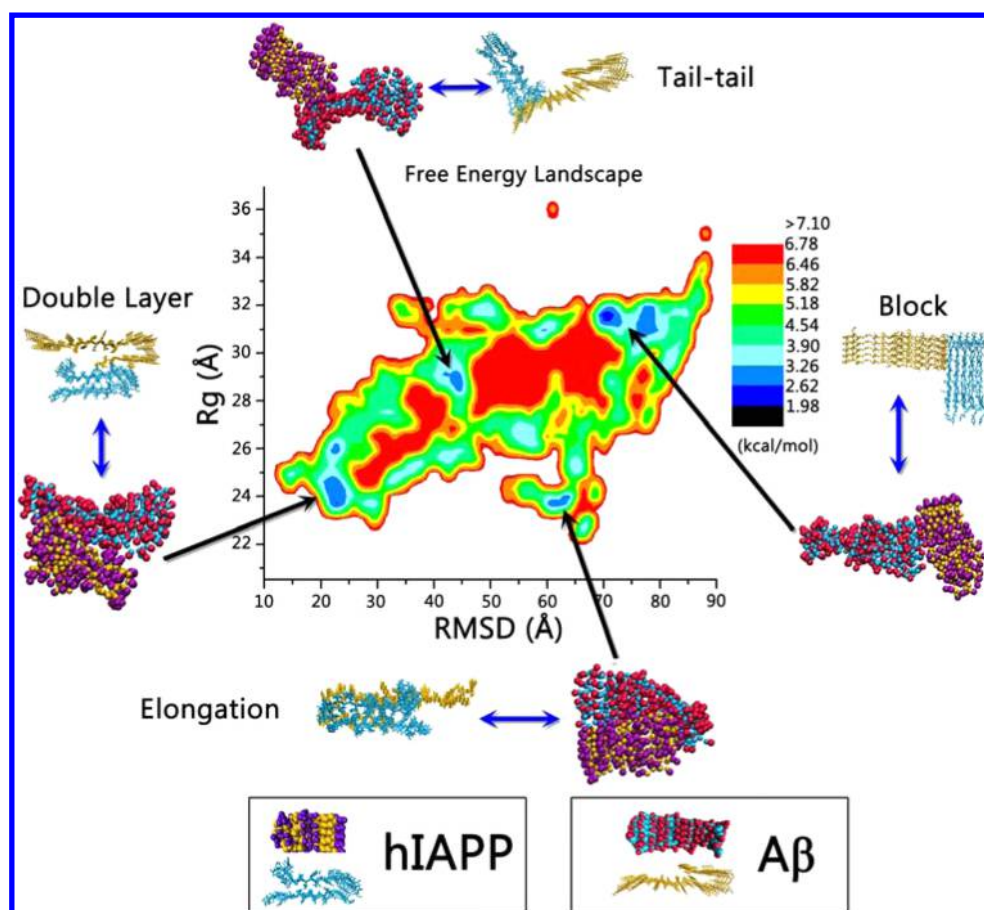 Tail-tail
Free Energy Landscape
36
34
32
30
28
26
24
22
Rg (Å)
10 20 30 40 50 60 70 80 90
RMSD (Å)
>7.10
6.78
6.46
5.82
5.18
4.54
3.90
3.26
2.62
1.98
(kcal/mol)
Double Layer
Block
Elongation
hIAPP
Aβ